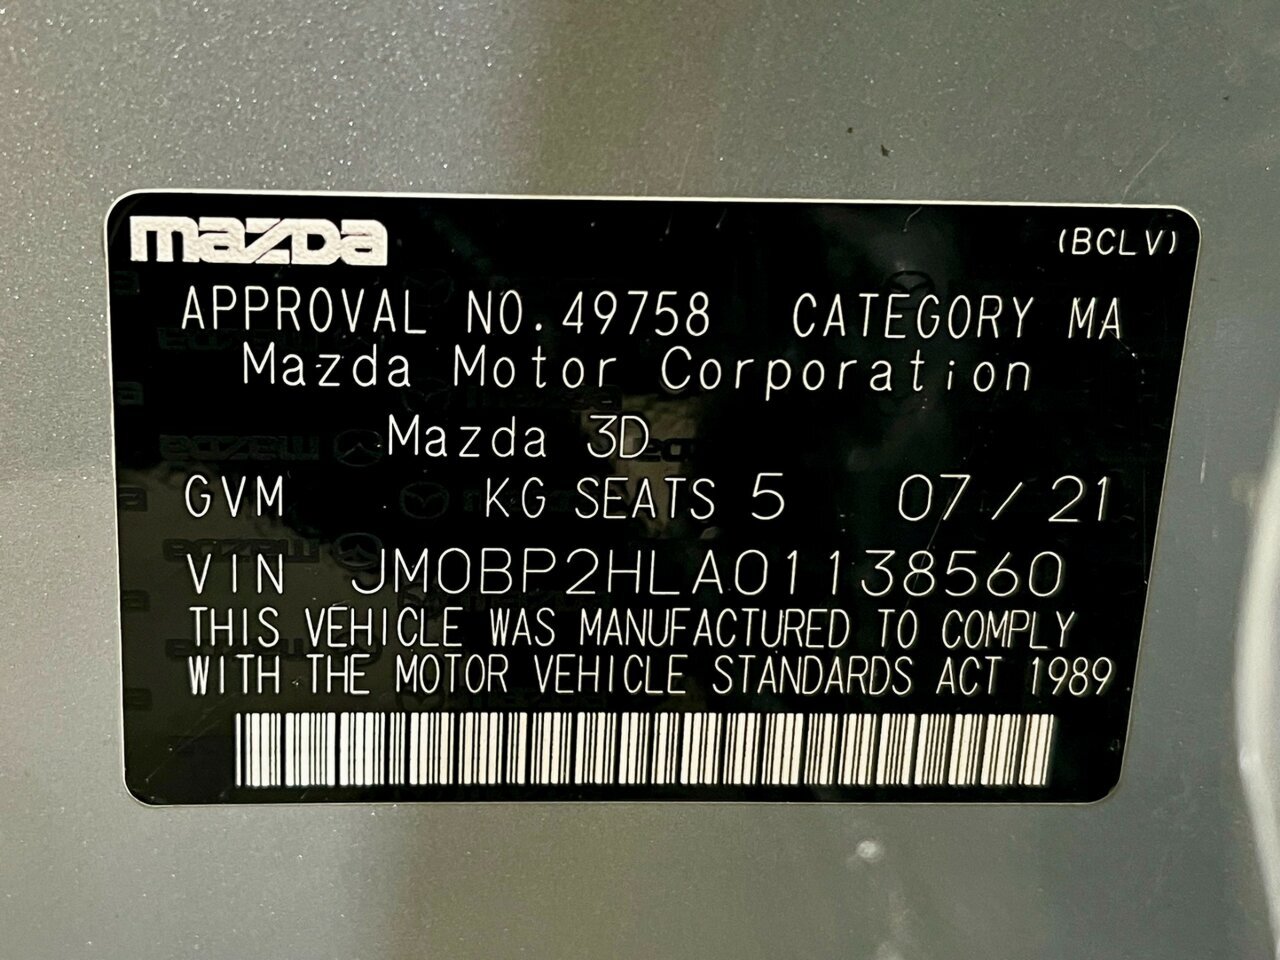 mazda
(BCLV)
APPROVAL NO. 49758 CATEGORY MA
Mazda Motor Corporation
Mazda 3D
GVM KG SEATS 5 07/21
VIN JM0BP2HLA01138560
THIS VEHICLE WAS MANUFACTURED TO COMPLY
WITH THE MOTOR VEHICLE STANDARDS ACT 1989